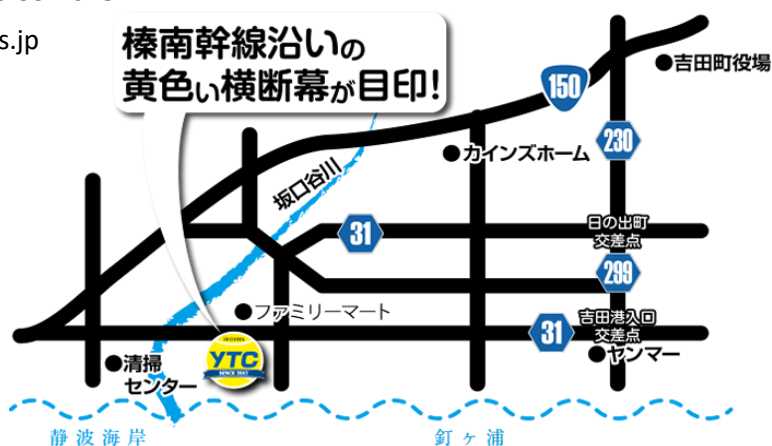 s.jp
榛南幹線沿いの
黄色い横断幕が目印!
150
●吉田町役場
230
●カインズホーム
坂口谷川
31
日の出町
交差点
299
●ファミリーマート
吉田港入口
交差点
31
●ヤンマー
YTC
●清掃
センター
静波海岸
釘ヶ浦